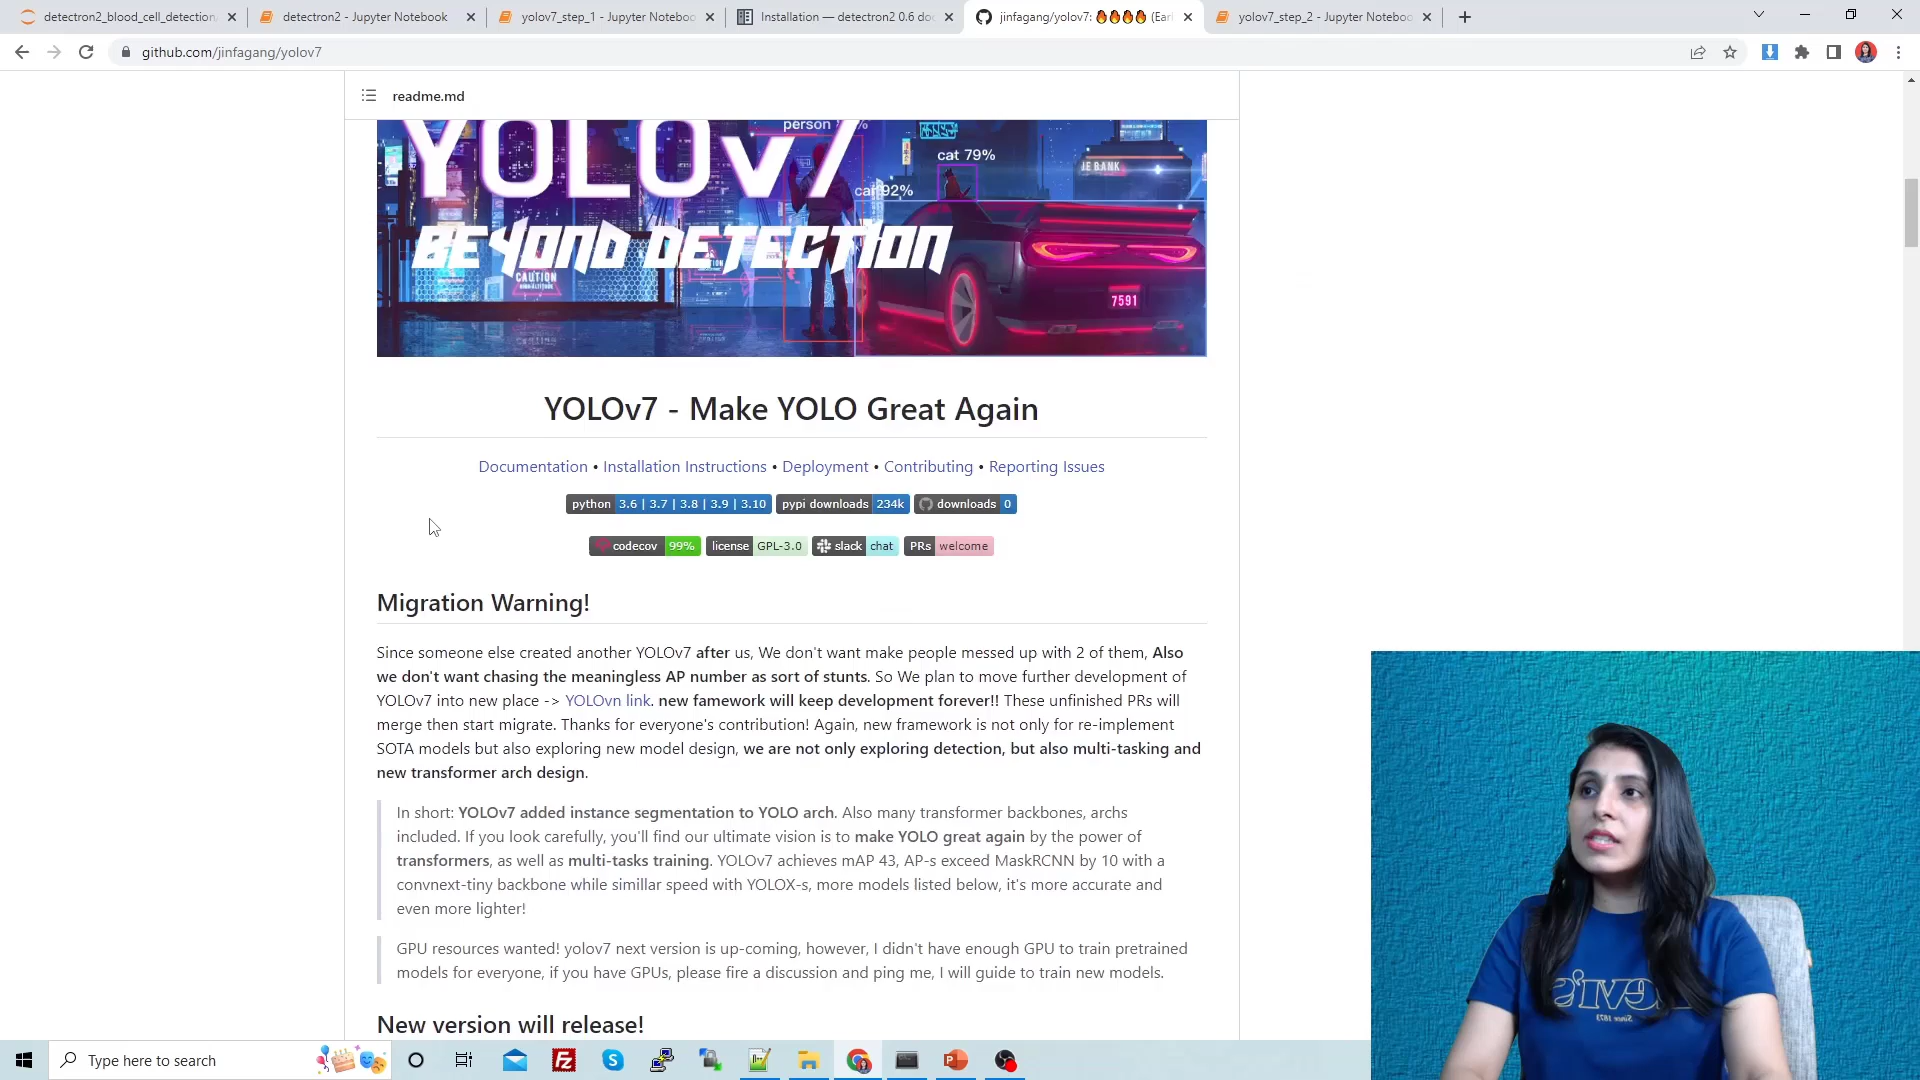 detectron2_blood_cell_detection
detectron2 - Jupyter Notebook
yolov7_step_1 - Jupyter Noteboo
Installation — detectron2 0.6 do
jinfagang/yolov7: 🔥🔥🔥🔥 (Earl
yolov7_step_2 - Jupyter Noteboo
github.com/jinfagang/yolov7
readme.md
YOLOv7
person
cat 79%
JE BANK
car 92%
BEYOND DETECTION
CAUTION
7591
YOLOv7 - Make YOLO Great Again
Documentation • Installation Instructions • Deployment • Contributing • Reporting Issues
python 3.6 | 3.7 | 3.8 | 3.9 | 3.10 pypi downloads 234k downloads 0
codecov 99% license GPL-3.0 slack chat PRs welcome
Migration Warning!
Since someone else created another YOLOv7 after us, We don't want make people messed up with 2 of them, Also
we don't want chasing the meaningless AP number as sort of stunts. So We plan to move further development of
YOLOv7 into new place -> YOLOvn link. new famework will keep development forever!! These unfinished PRs will
merge then start migrate. Thanks for everyone's contribution! Again, new framework is not only for re-implement
SOTA models but also exploring new model design, we are not only exploring detection, but also multi-tasking and
new transformer arch design.
In short: YOLOv7 added instance segmentation to YOLO arch. Also many transformer backbones, archs
included. If you look carefully, you'll find our ultimate vision is to make YOLO great again by the power of
transformers, as well as multi-tasks training. YOLOv7 achieves mAP 43, AP-s exceed MaskRCNN by 10 with a
convnext-tiny backbone while simillar speed with YOLOX-s, more models listed below, it's more accurate and
even more lighter!
GPU resources wanted! yolov7 next version is up-coming, however, I didn't have enough GPU to train pretrained
models for everyone, if you have GPUs, please fire a discussion and ping me, I will guide to train new models.
New version will release!
Type here to search